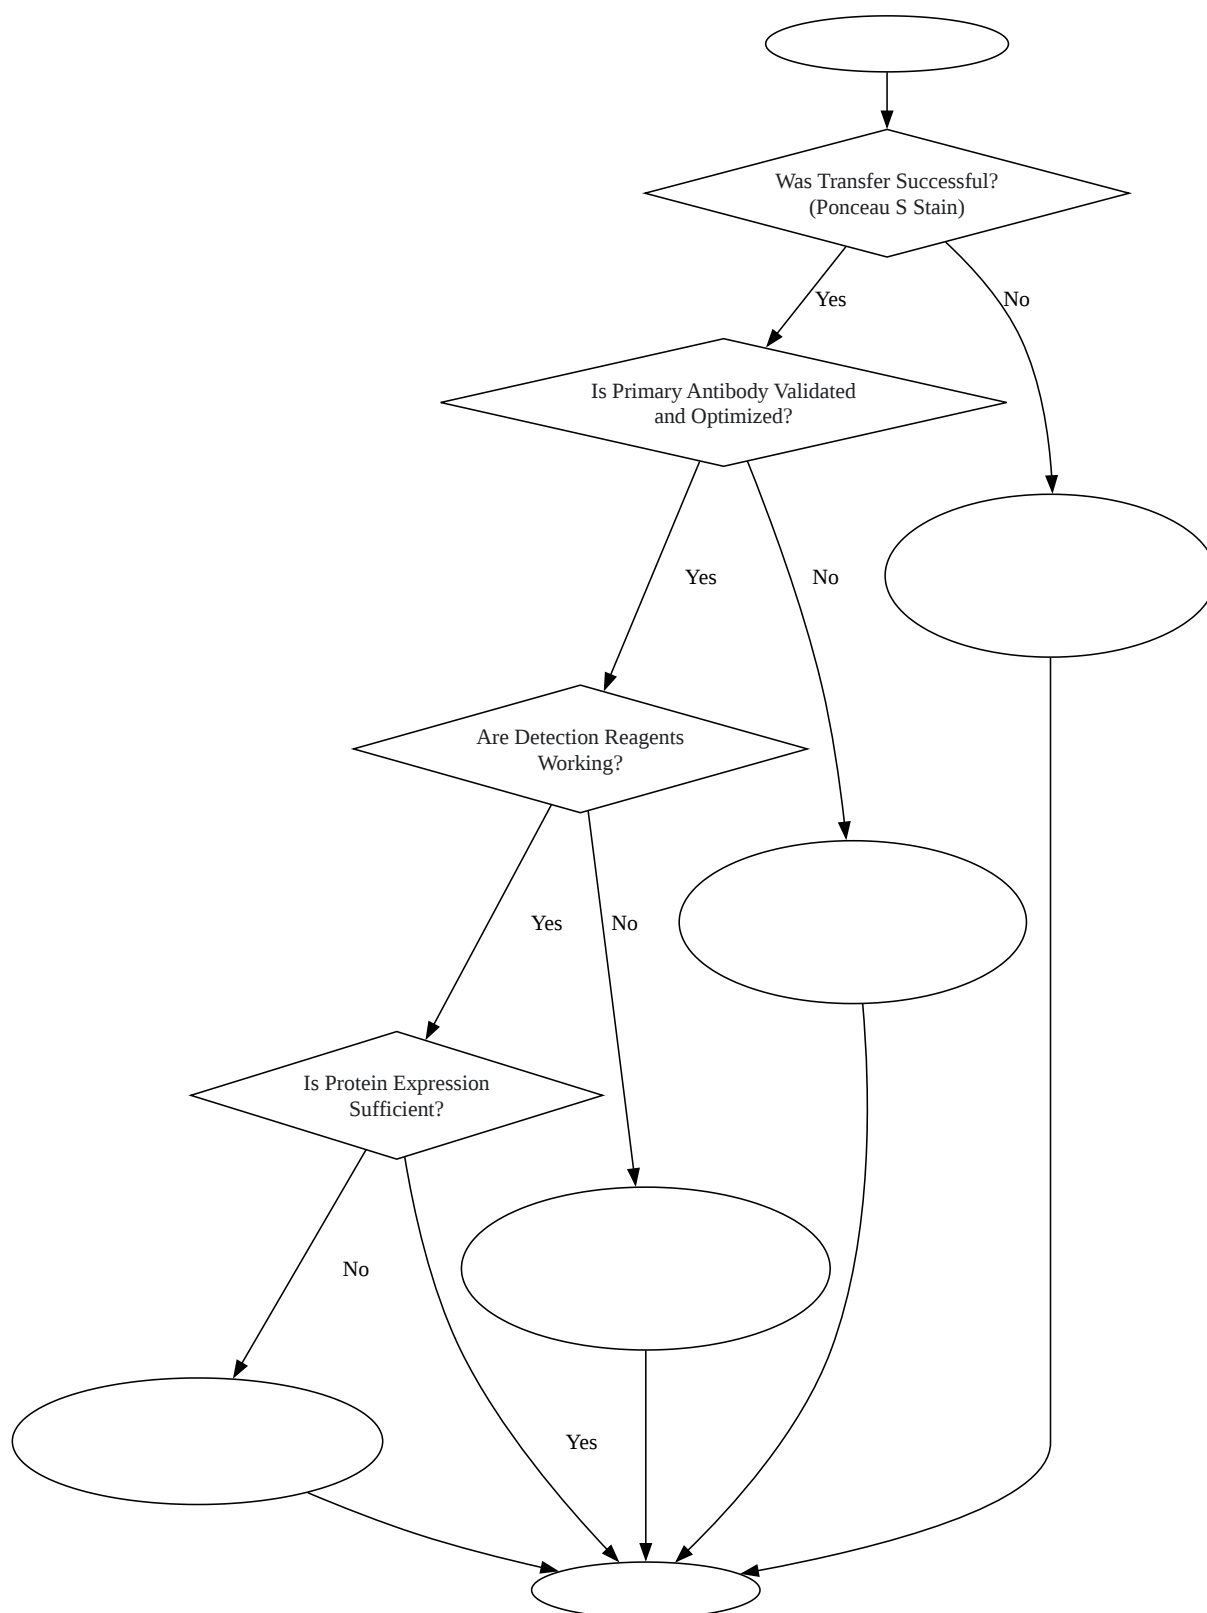 Was Transfer Successful?
(Ponceau S Stain)
Yes
No
Is Primary Antibody Validated
and Optimized?
Yes
No
Are Detection Reagents
Working?
Yes
No
Is Protein Expression
Sufficient?
No
Yes